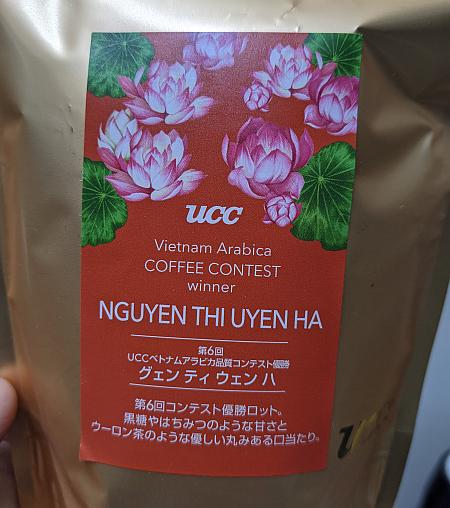 UCC
Vietnam Arabica
COFFEE CONTEST
winner
NGUYEN THI UYEN HA
第6回
UCCベトナムアラビカ品質コンテスト優勝
グェン ティ ウェン ハ
第6回コンテスト優勝ロット。
黒糖やはちみつのような甘さと
ウーロン茶のような優しい丸みある口当たり。